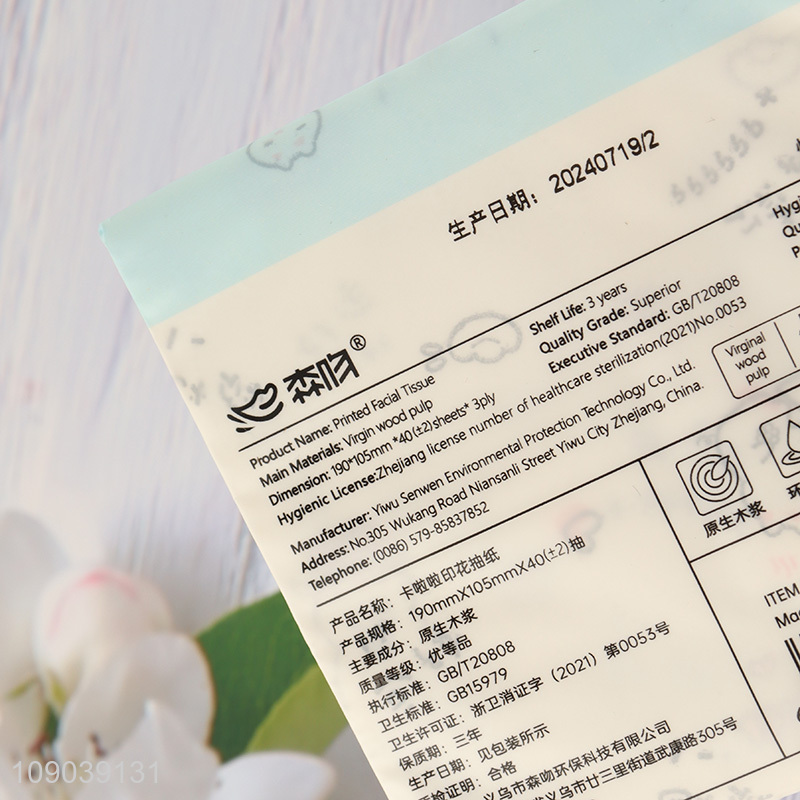 生产日期: 20240719/2
森吻®
Product Name: Printed Facial Tissue
Main Materials: Virgin wood pulp
Dimension: 190*105mm *40(±2)sheets* 3ply
Hygienic License:Zhejiang license number of healthcare sterilization(2021)No.0053
Shelf Life: 3 years
Quality Grade: Superior
Executive Standard: GB/T20808
Manufacturer: Yiwu Senwen Environmental Protection Technology Co., Ltd.
Address: No.305 Wukang Road Niansanli Street Yiwu City Zhejiang, China.
Telephone: (0086) 579-85837852
Virginal
wood
pulp
原生木浆
产品名称: 卡啦啦印花抽纸
产品规格: 190mmX105mmX40(±2)抽
主要成分: 原生木浆
质量等级: 优等品
执行标准: GB/T20808
卫生标准: GB15979
卫生许可证: 浙卫消证字 (2021) 第0053号
保质期: 三年
生产日期: 见包装所示
质检证明: 合格
义乌市森吻环保科技有限公司
义乌市廿三里街道武康路305号
ITEM
109039131